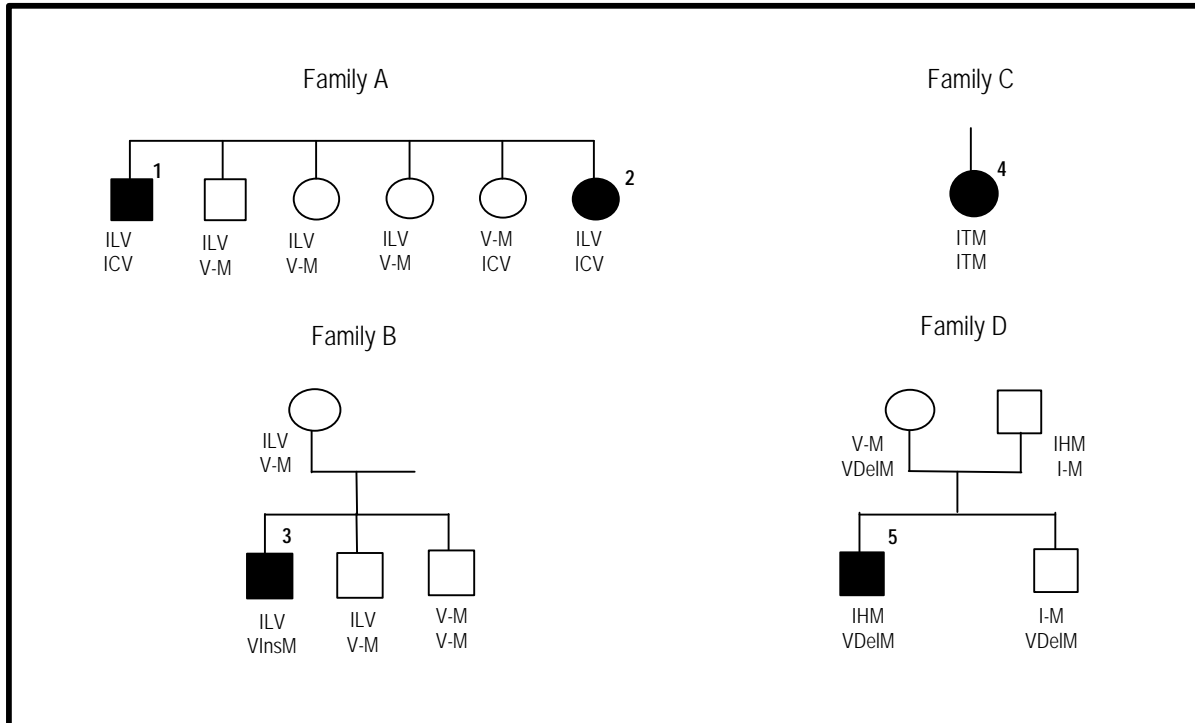 Family A
1
2
ILV ILV ILV ILV V-M ILV
ICV V-M V-M V-M ICV ICV
Family B
ILV
V-M
3
ILV ILV V-M
VInsM V-M V-M
Family C
4
ITM
ITM
Family D
V-M IHM
VDelM I-M
5
IHM I-M
VDelM VDelM